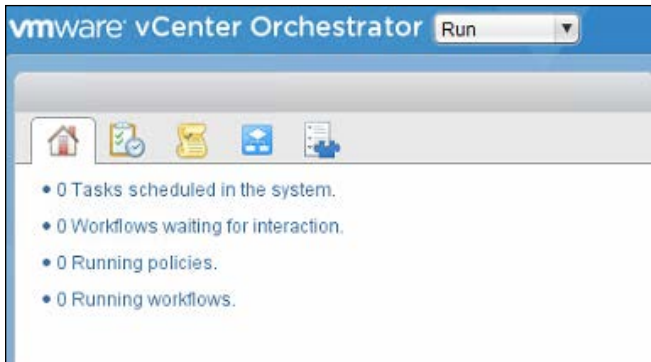 vmware vCenter Orchestrator Run
• 0 Tasks scheduled in the system.
• 0 Workflows waiting for interaction.
• 0 Running policies.
• 0 Running workflows.